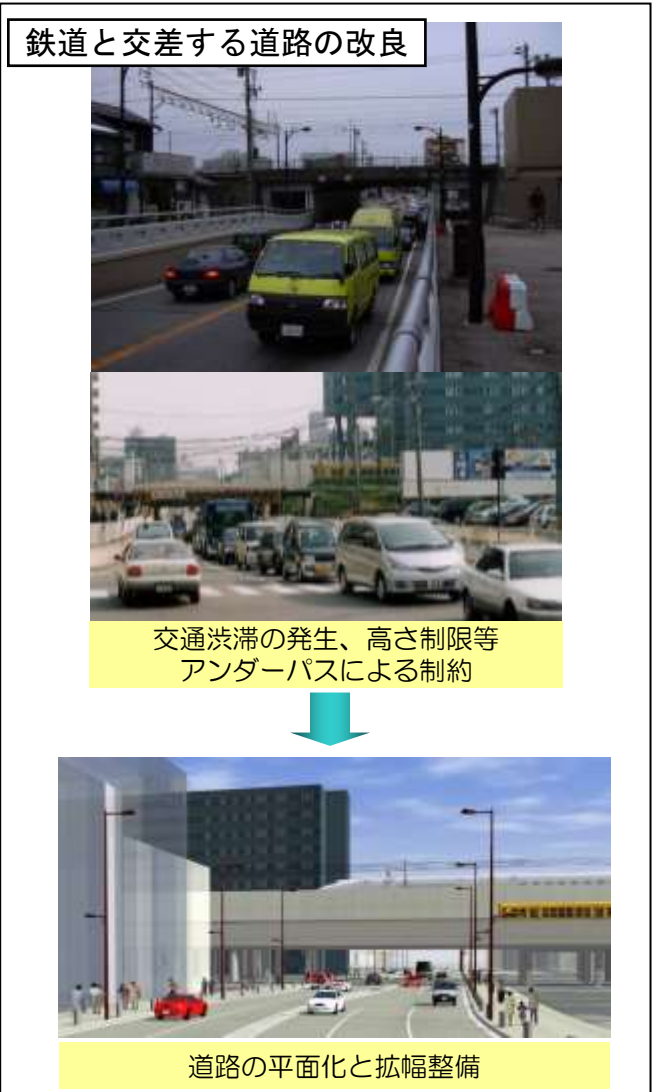 鉄道と交差する道路の改良
交通渋滞の発生、高さ制限等
アンダーパスによる制約
道路の平面化と拡幅整備